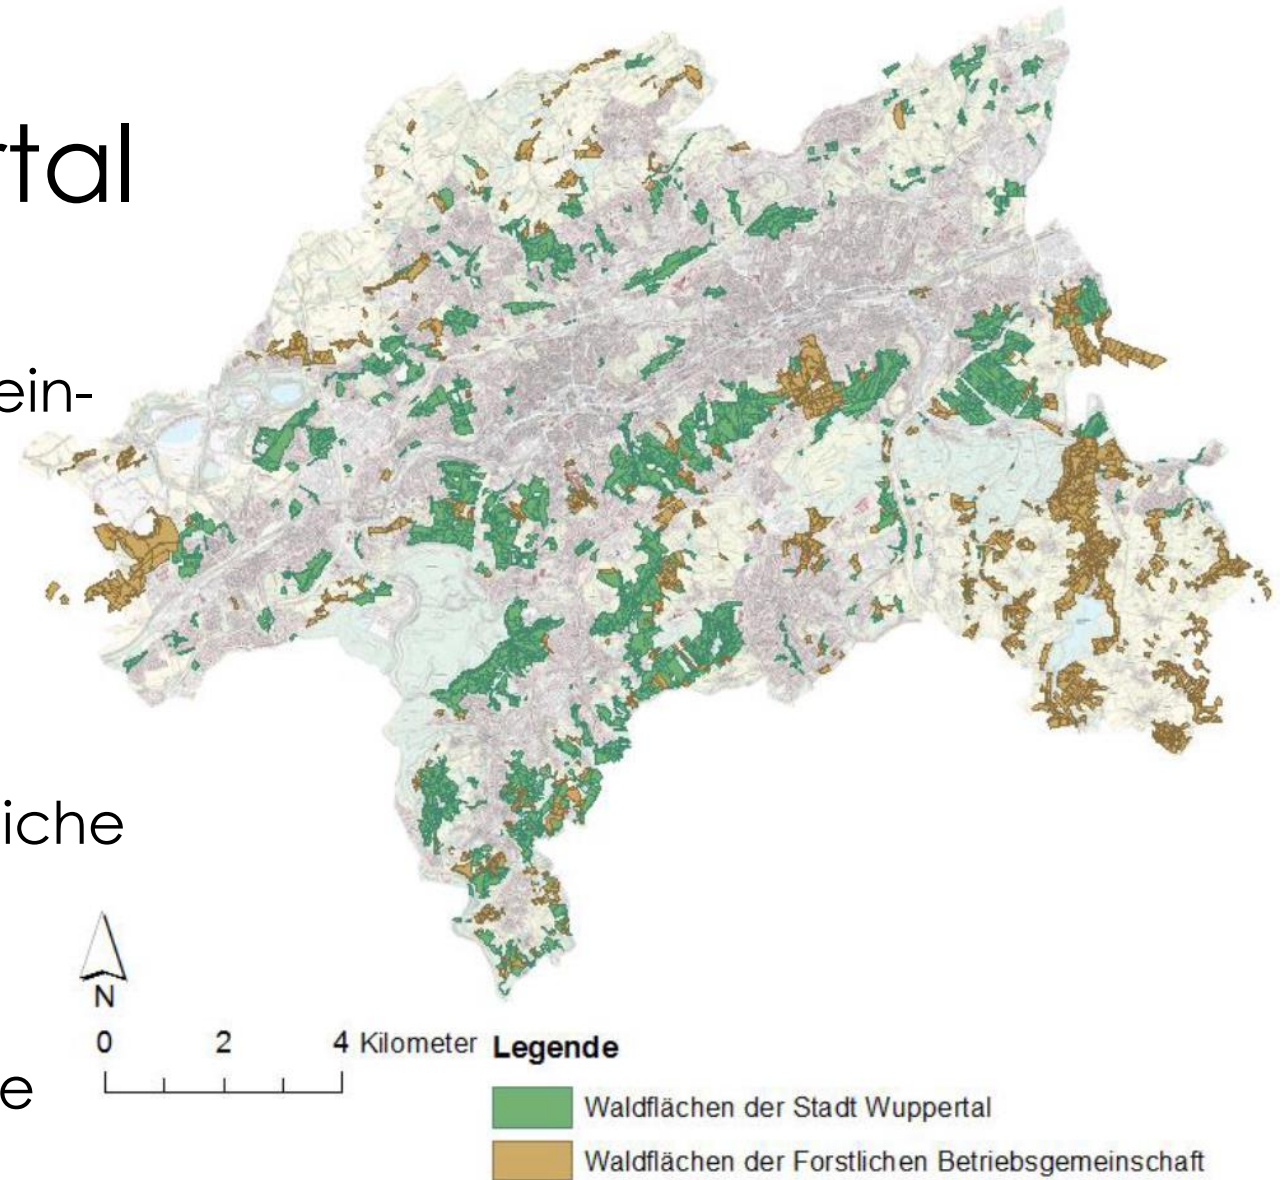 rtal
ein-
iche
e
N
0 2 4 Kilometer
Legende
Waldflächen der Stadt Wuppertal
Waldflächen der Forstlichen Betriebsgemeinschaft